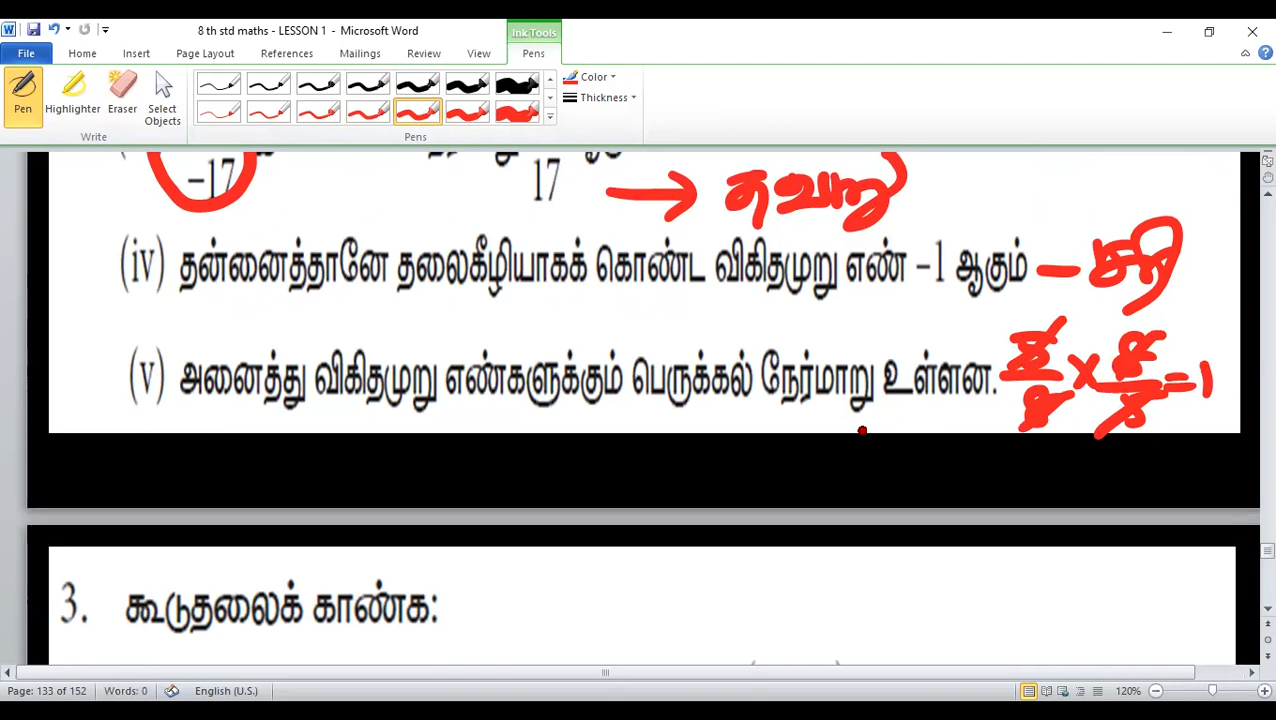 8 th std maths - LESSON 1 - Microsoft Word
Ink Tools
File Home Insert Page Layout References Mailings Review View Pens
Pen Highlighter Eraser Select Objects
Color
Thickness
Write Pens
–17 17 → தவறு
(iv) தன்னைத்தானே தலைகீழியாகக் கொண்ட விகிதமுறு எண் –1 ஆகும் – சரி
(v) அனைத்து விகிதமுறு எண்களுக்கும் பெருக்கல் நேர்மாறு உள்ளன. × = 1
3. கூடுதலைக் காண்க:
Page: 133 of 152 Words: 0 English (U.S.) 120%